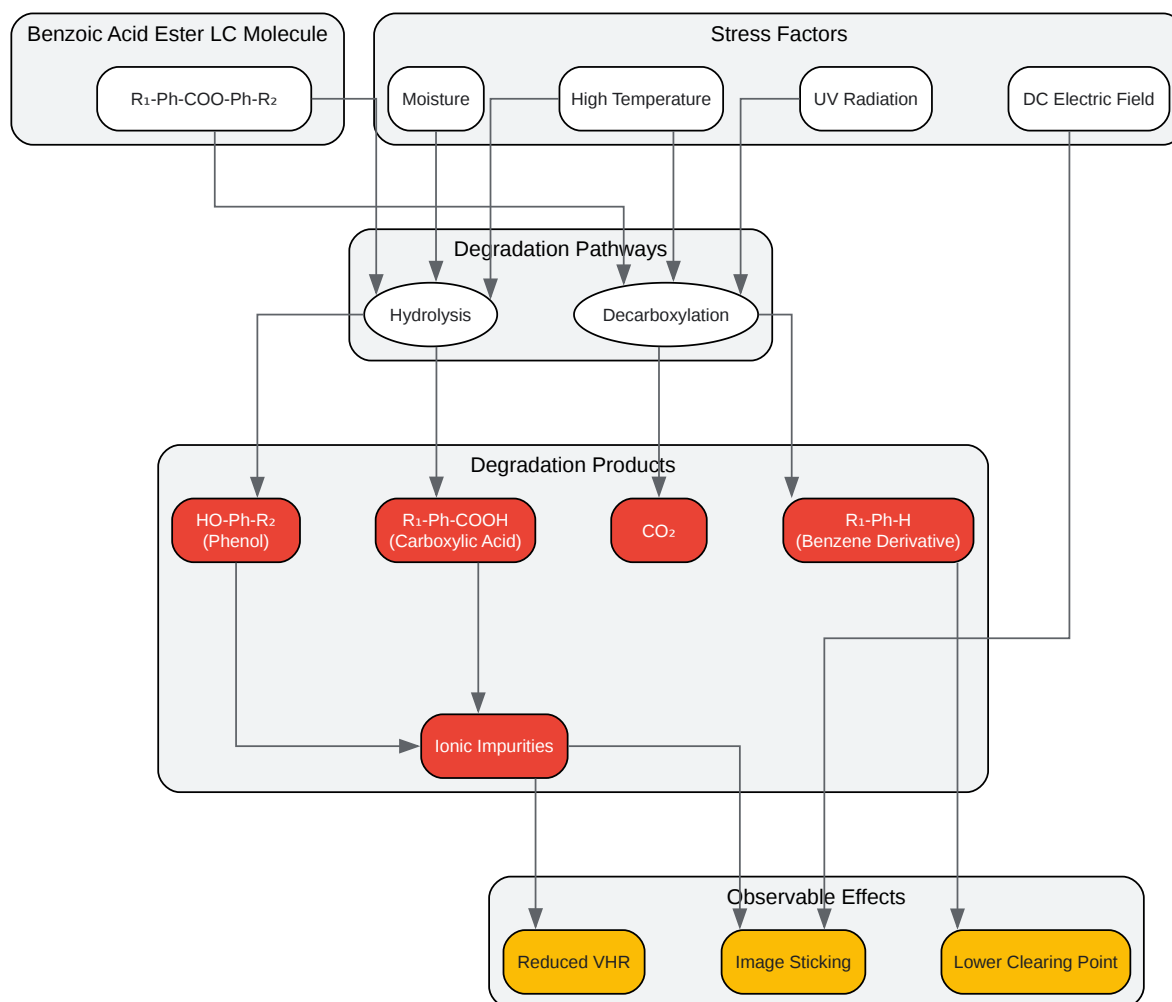 Benzoic Acid Ester LC Molecule
Stress Factors
R₁-Ph-COO-Ph-R₂
Moisture
High Temperature
UV Radiation
DC Electric Field
Degradation Pathways
Hydrolysis
Decarboxylation
Degradation Products
HO-Ph-R₂
(Phenol)
R₁-Ph-COOH
(Carboxylic Acid)
CO₂
R₁-Ph-H
(Benzene Derivative)
Ionic Impurities
Observable Effects
Reduced VHR
Image Sticking
Lower Clearing Point